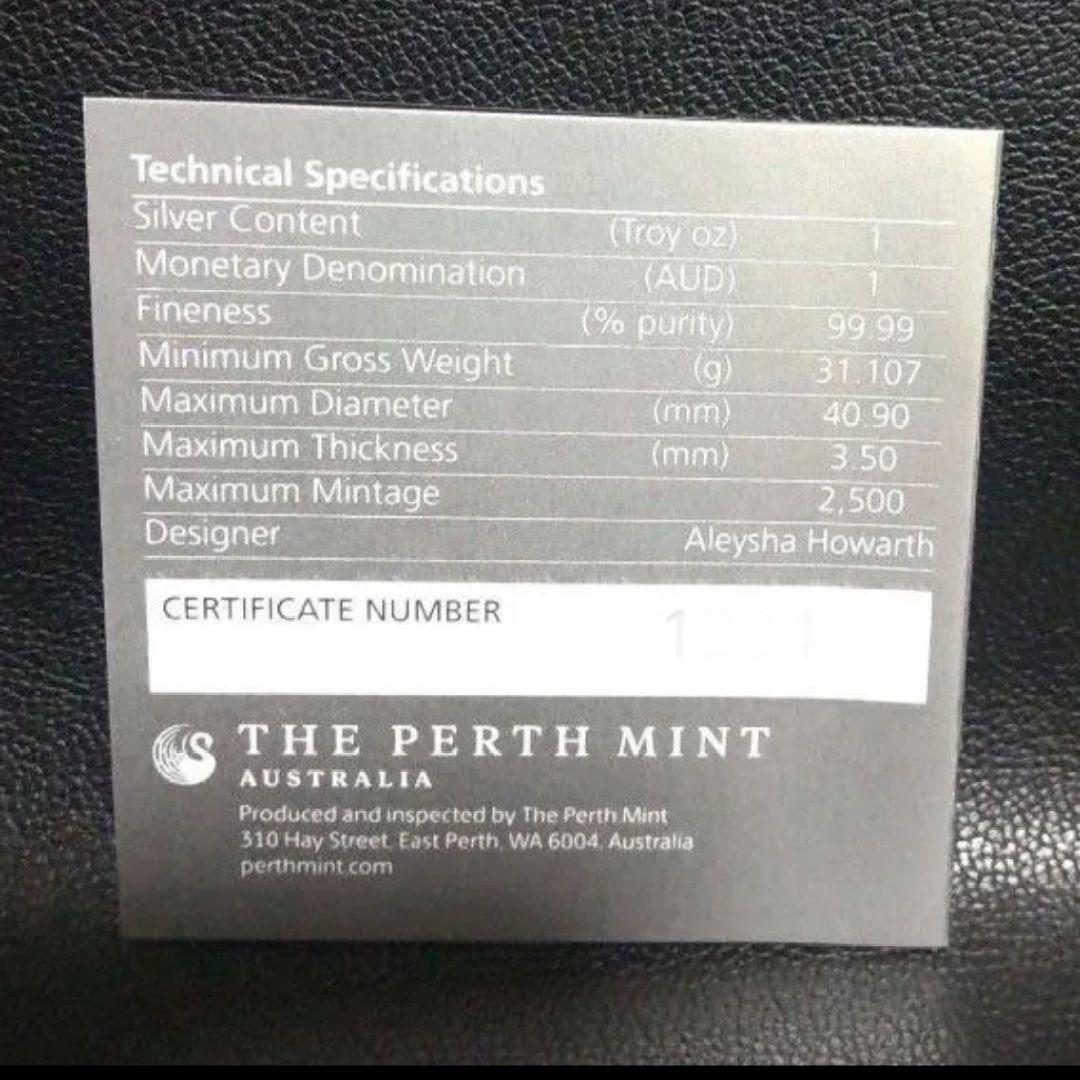 Technical Specifications
Silver Content (Troy oz) 1
Monetary Denomination (AUD) 1
Fineness (% purity) 99.99
Minimum Gross Weight (g) 31.107
Maximum Diameter (mm) 40.90
Maximum Thickness (mm) 3.50
Maximum Mintage 2,500
Designer Aleysha Howarth
CERTIFICATE NUMBER 1334
THE PERTH MINT
AUSTRALIA
Produced and inspected by The Perth Mint
310 Hay Street, East Perth, WA 6004, Australia
perthmint.com